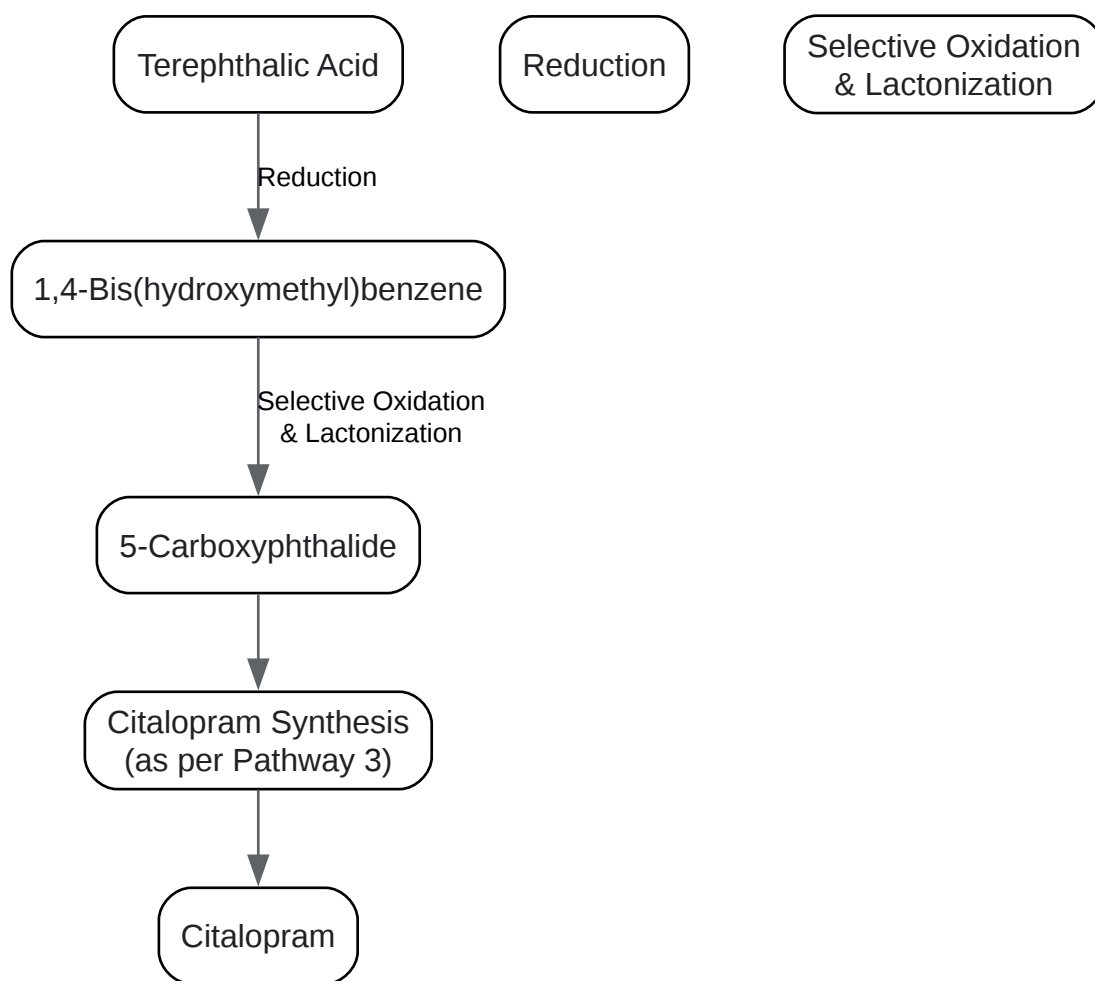 Terephthalic Acid
Reduction
Selective Oxidation
& Lactonization
Reduction
1,4-Bis(hydroxymethyl)benzene
Selective Oxidation
& Lactonization
5-Carboxyphthalide
Citalopram Synthesis
(as per Pathway 3)
Citalopram